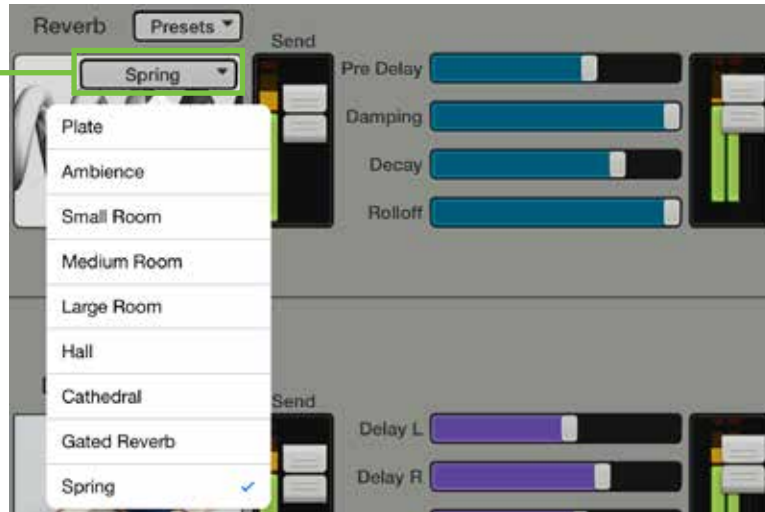 Reverb Presets
Send
Spring
Pre Delay
Plate
Damping
Ambience
Decay
Small Room
Rolloff
Medium Room
Large Room
Hall
Cathedral
Send
Delay L
Gated Reverb
Delay R
Spring